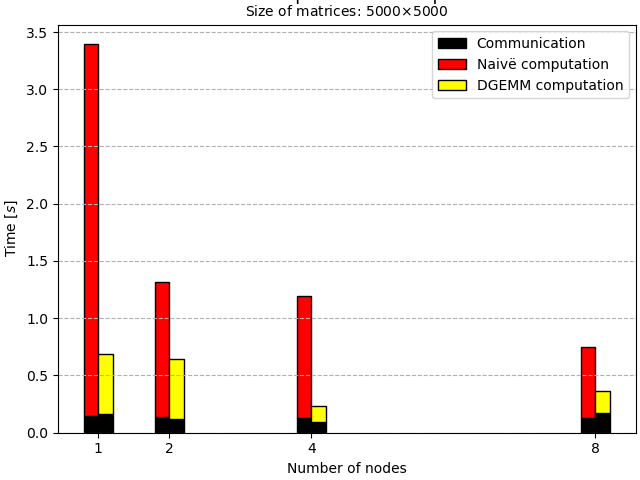 Size of matrices: 5000×5000
3.5
3.0
2.5
2.0
1.5
1.0
0.5
0.0
Time [s]
Communication
Naivë computation
DGEMM computation
1 2 4 8
Number of nodes